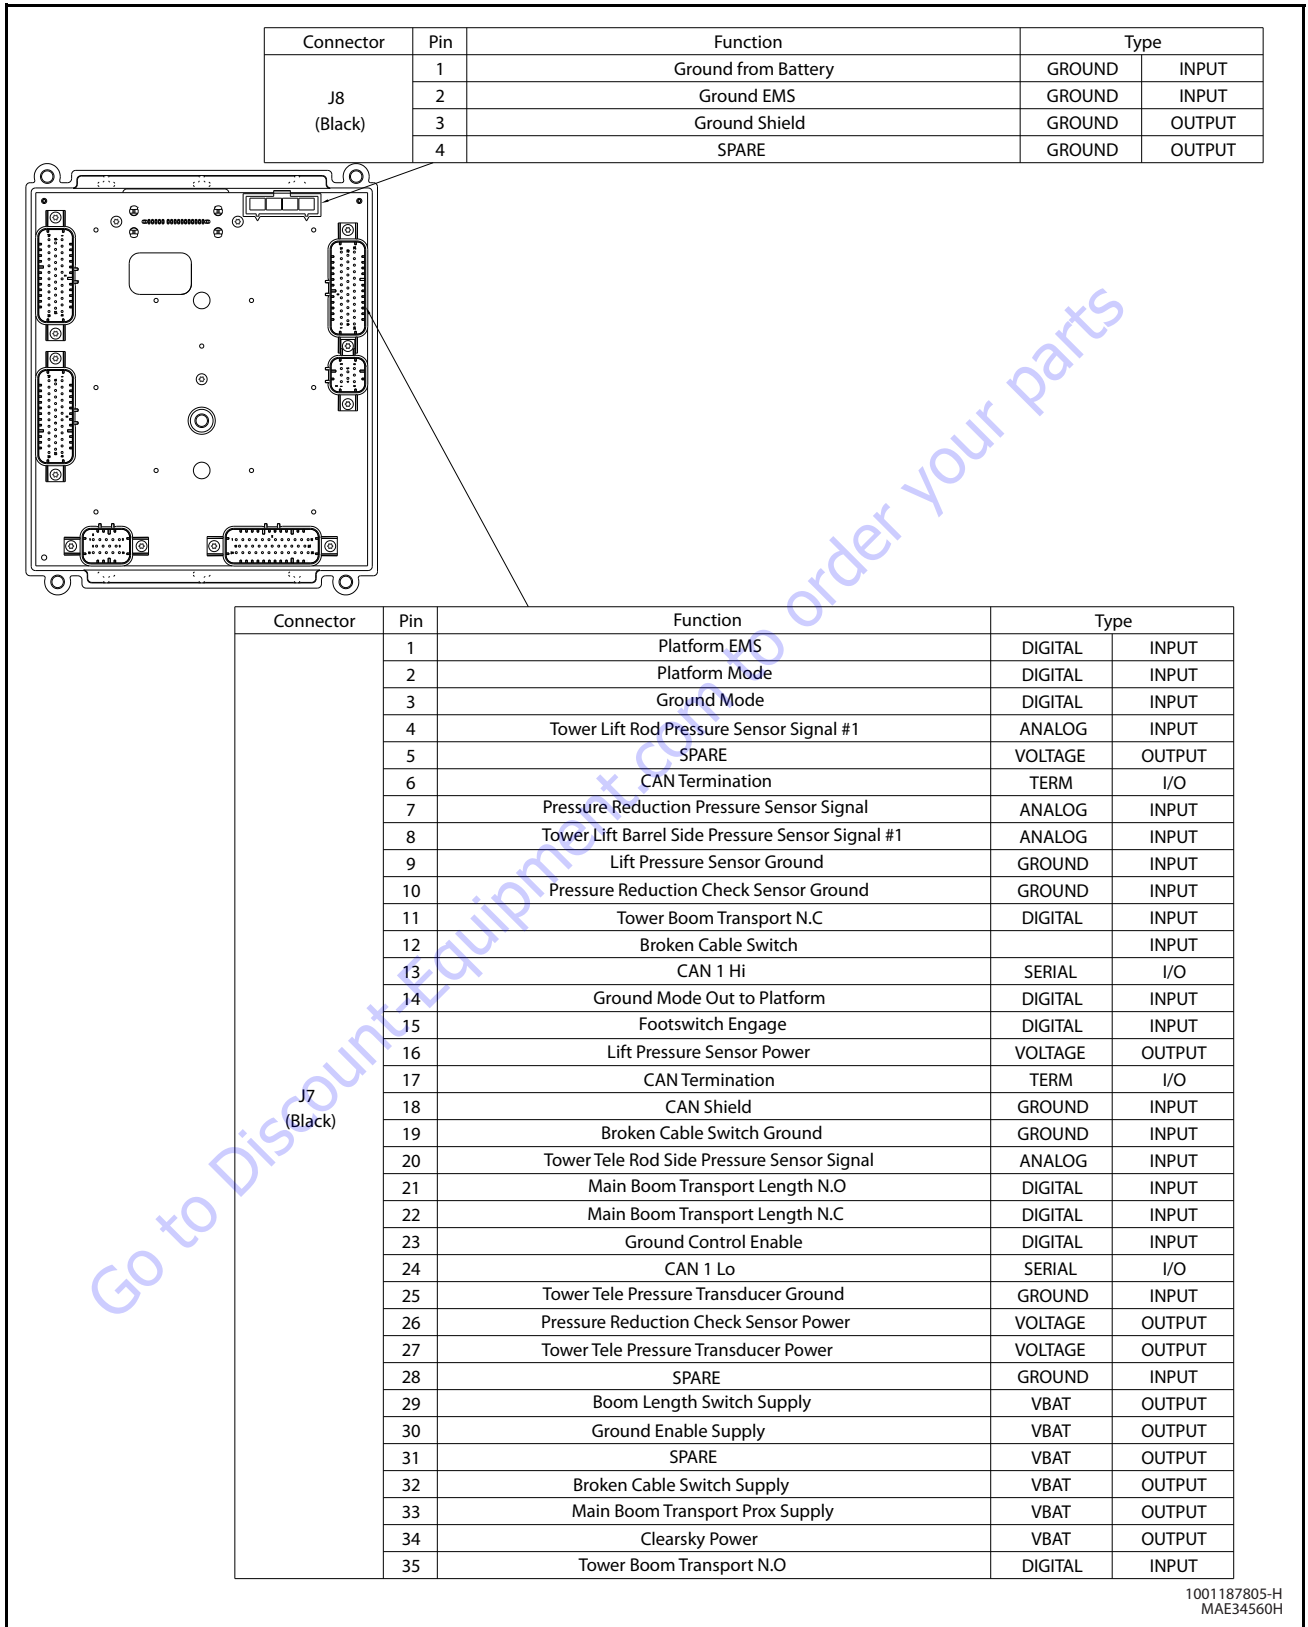 Connector Pin Function Type
J8
(Black)
1 Ground from Battery GROUND INPUT
2 Ground EMS GROUND INPUT
3 Ground Shield GROUND OUTPUT
4 SPARE GROUND OUTPUT
Connector Pin Function Type
1 Platform EMS DIGITAL INPUT
2 Platform Mode DIGITAL INPUT
3 Ground Mode DIGITAL INPUT
4 Tower Lift Rod Pressure Sensor Signal #1 ANALOG INPUT
5 SPARE VOLTAGE OUTPUT
6 CAN Termination TERM I/O
7 Pressure Reduction Pressure Sensor Signal ANALOG INPUT
8 Tower Lift Barrel Side Pressure Sensor Signal #1 ANALOG INPUT
9 Lift Pressure Sensor Ground GROUND INPUT
10 Pressure Reduction Check Sensor Ground GROUND INPUT
11 Tower Boom Transport N.C DIGITAL INPUT
12 Broken Cable Switch INPUT
13 CAN 1 Hi SERIAL I/O
14 Ground Mode Out to Platform DIGITAL INPUT
15 Footswitch Engage DIGITAL INPUT
16 Lift Pressure Sensor Power VOLTAGE OUTPUT
17 CAN Termination TERM I/O
J7
(Black)
18 CAN Shield GROUND INPUT
19 Broken Cable Switch Ground GROUND INPUT
20 Tower Tele Rod Side Pressure Sensor Signal ANALOG INPUT
21 Main Boom Transport Length N.O DIGITAL INPUT
22 Main Boom Transport Length N.C DIGITAL INPUT
23 Ground Control Enable DIGITAL INPUT
24 CAN 1 Lo SERIAL I/O
25 Tower Tele Pressure Transducer Ground GROUND INPUT
26 Pressure Reduction Check Sensor Power VOLTAGE OUTPUT
27 Tower Tele Pressure Transducer Power VOLTAGE OUTPUT
28 SPARE GROUND INPUT
29 Boom Length Switch Supply VBAT OUTPUT
30 Ground Enable Supply VBAT OUTPUT
31 SPARE VBAT OUTPUT
32 Broken Cable Switch Supply VBAT OUTPUT
33 Main Boom Transport Prox Supply VBAT OUTPUT
34 Clearsky Power VBAT OUTPUT
35 Tower Boom Transport N.O DIGITAL INPUT
1001187805-H
MAE34560H
Go to Discount-Equipment.com to order your parts